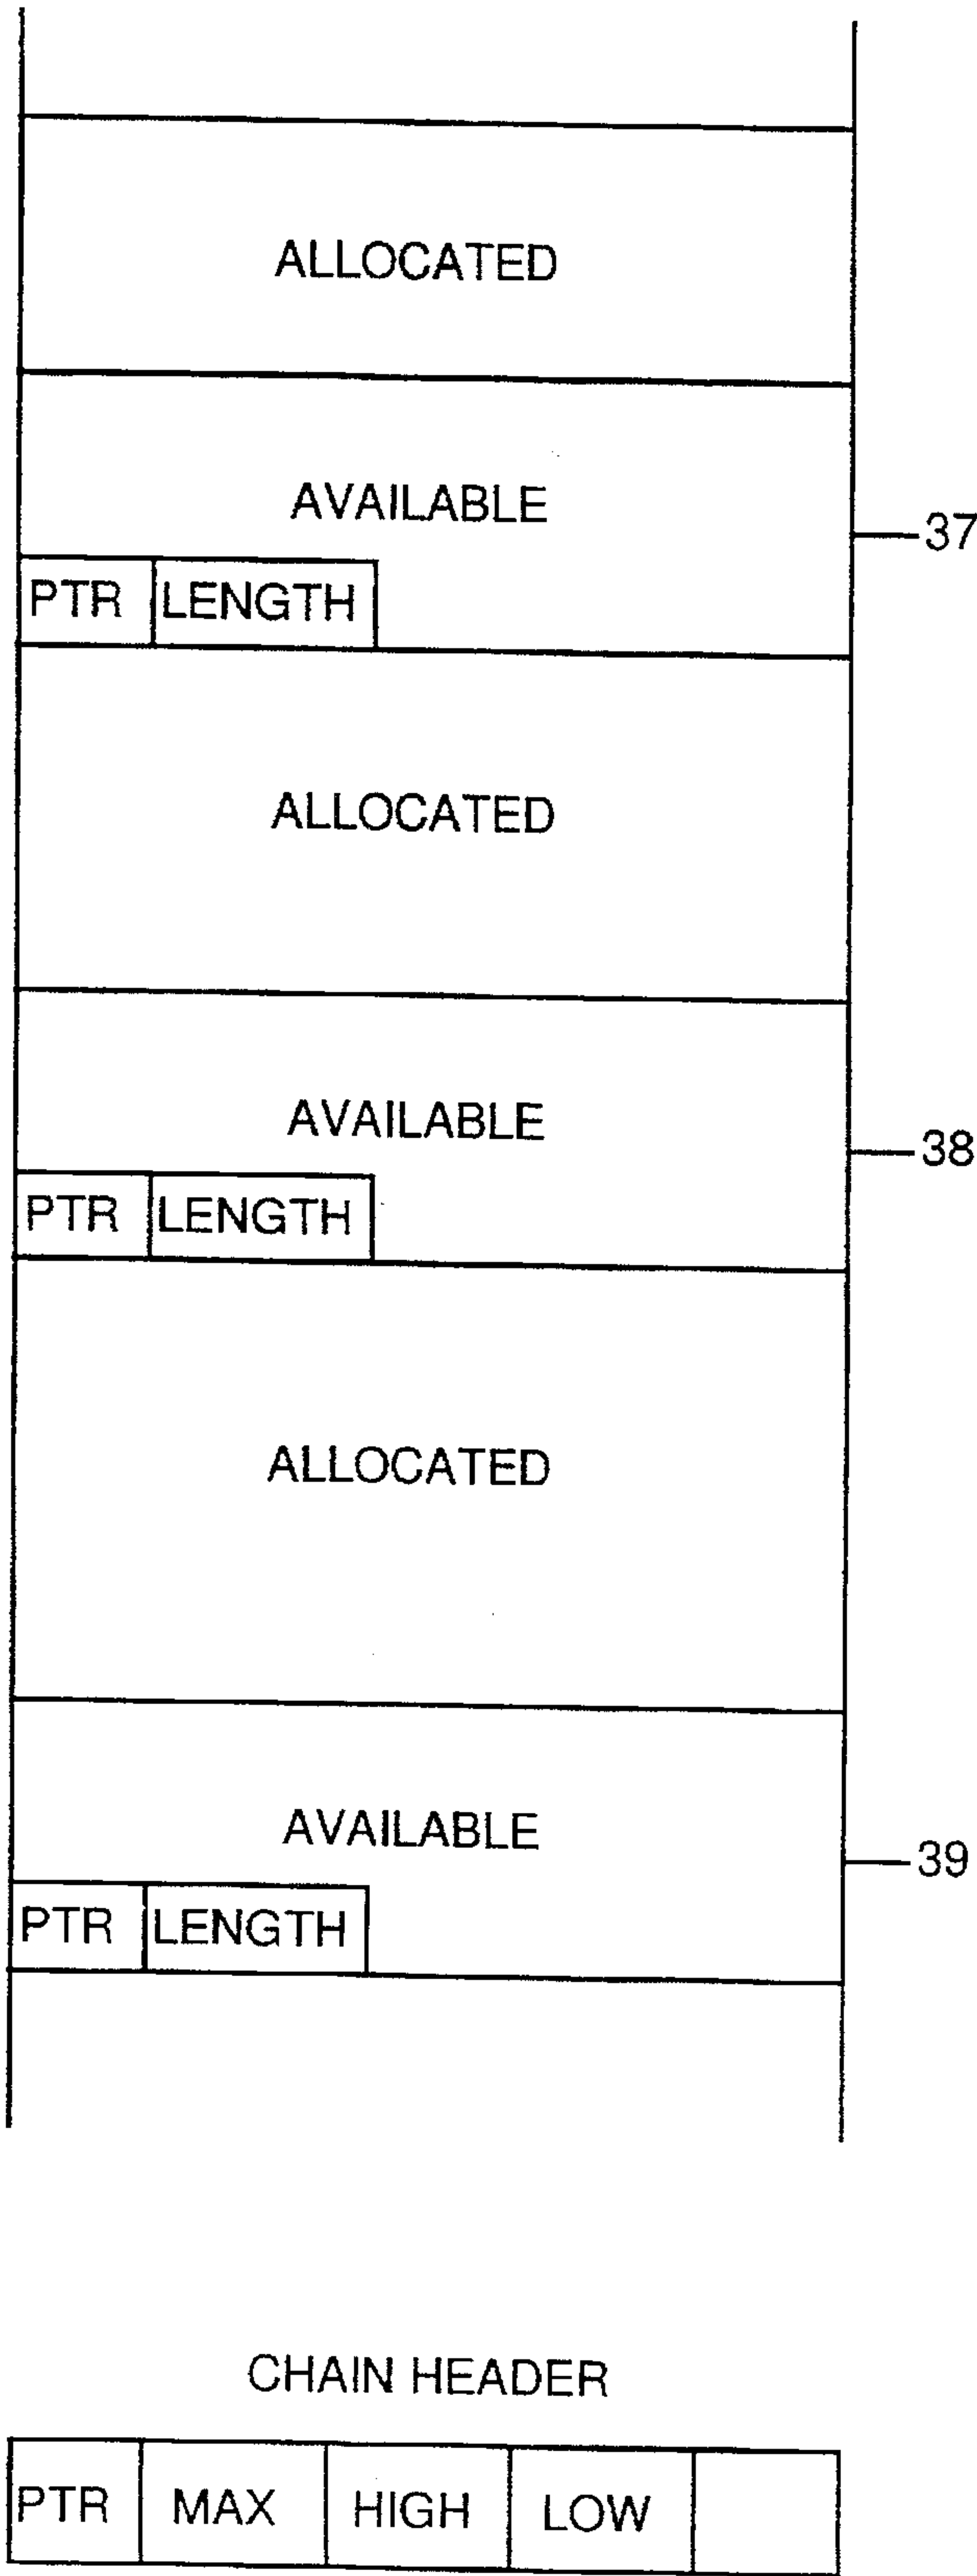 ALLOCATED
AVAILABLE
37
PTR LENGTH
ALLOCATED
AVAILABLE
38
PTR LENGTH
ALLOCATED
AVAILABLE
39
PTR LENGTH
CHAIN HEADER
PTR MAX HIGH LOW